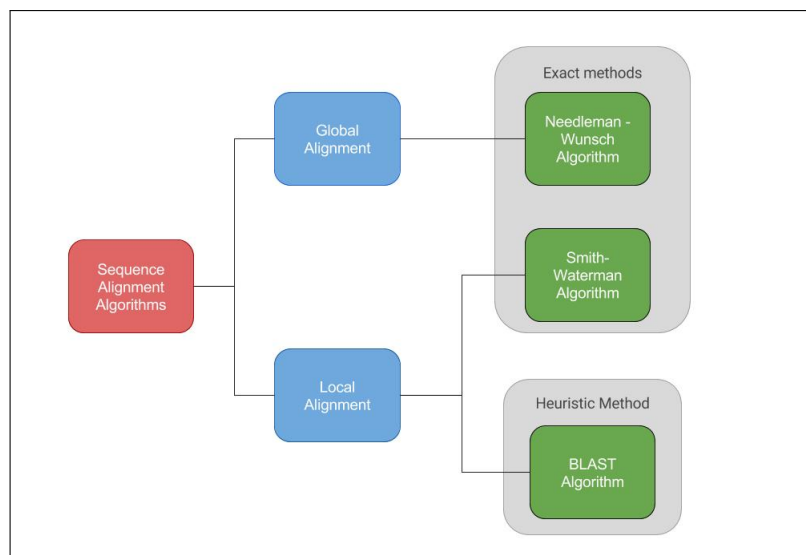 Exact methods
Needleman -
Wunsch
Algorithm
Global
Alignment
Smith-
Waterman
Algorithm
Sequence
Alignment
Algorithms
Local
Alignment
Heuristic Method
BLAST
Algorithm